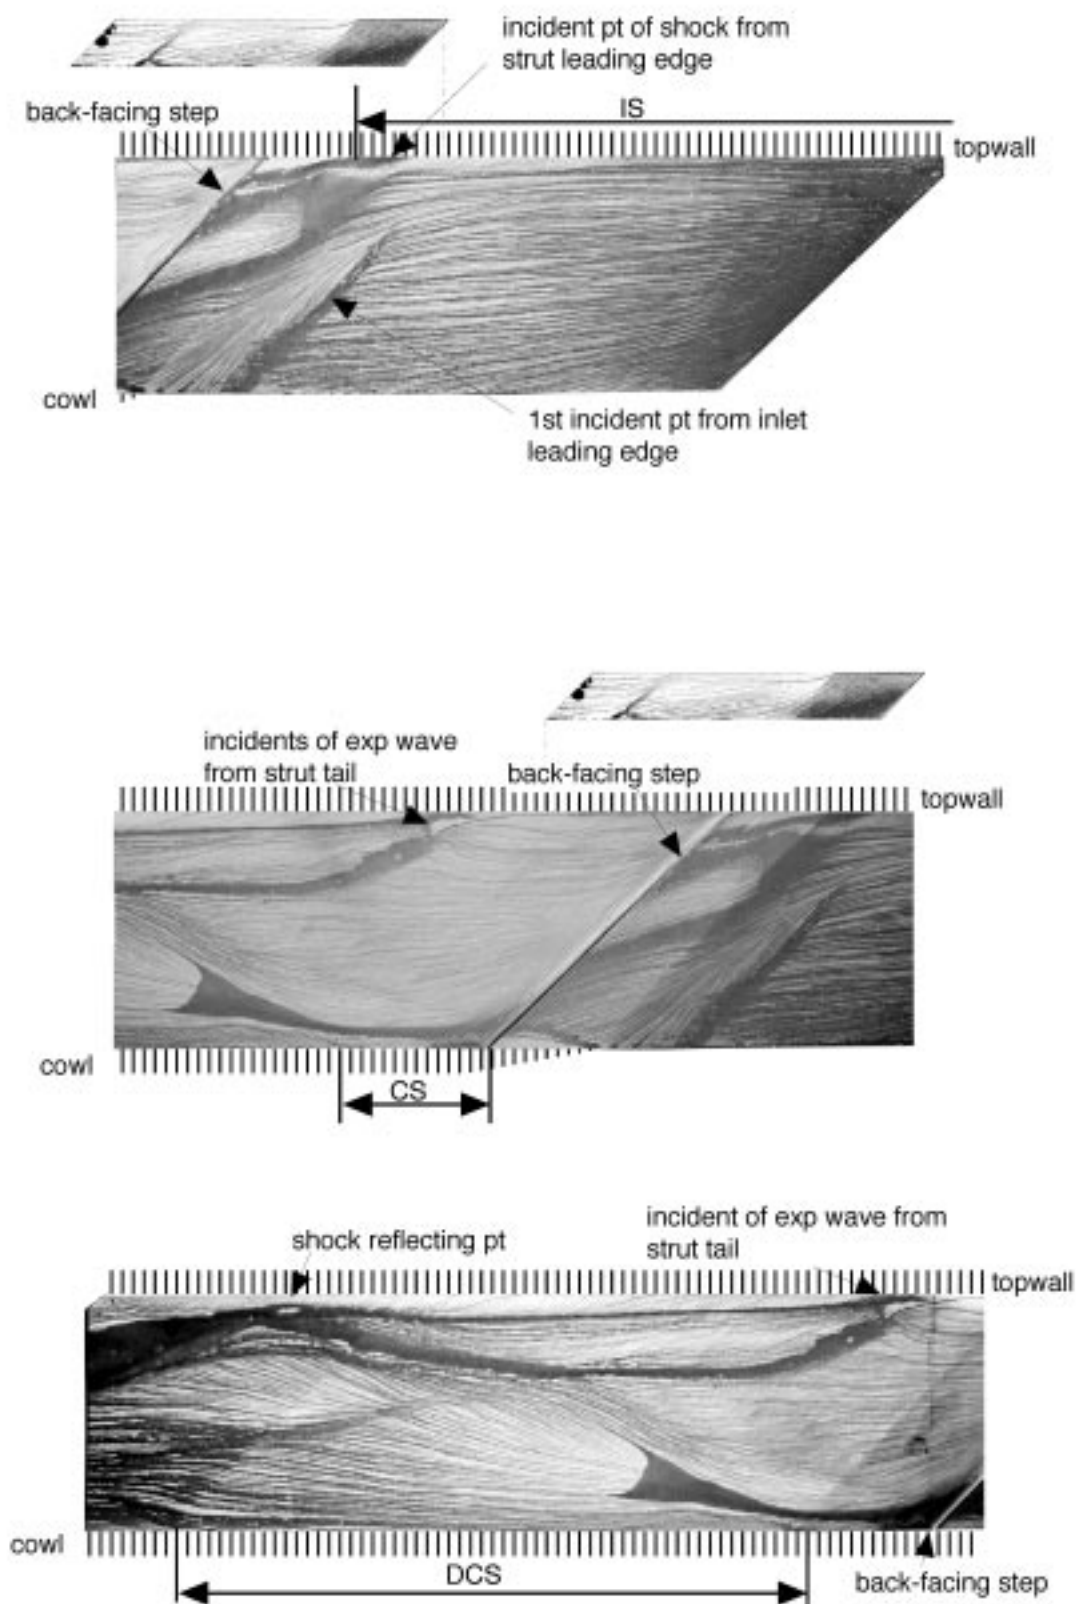 incident pt of shock from
strut leading edge
back-facing step
IS
topwall
cowl
1st incident pt from inlet
leading edge
incidents of exp wave
from strut tail
back-facing step
topwall
cowl
CS
incident of exp wave from
strut tail
shock reflecting pt
topwall
cowl
DCS
back-facing step